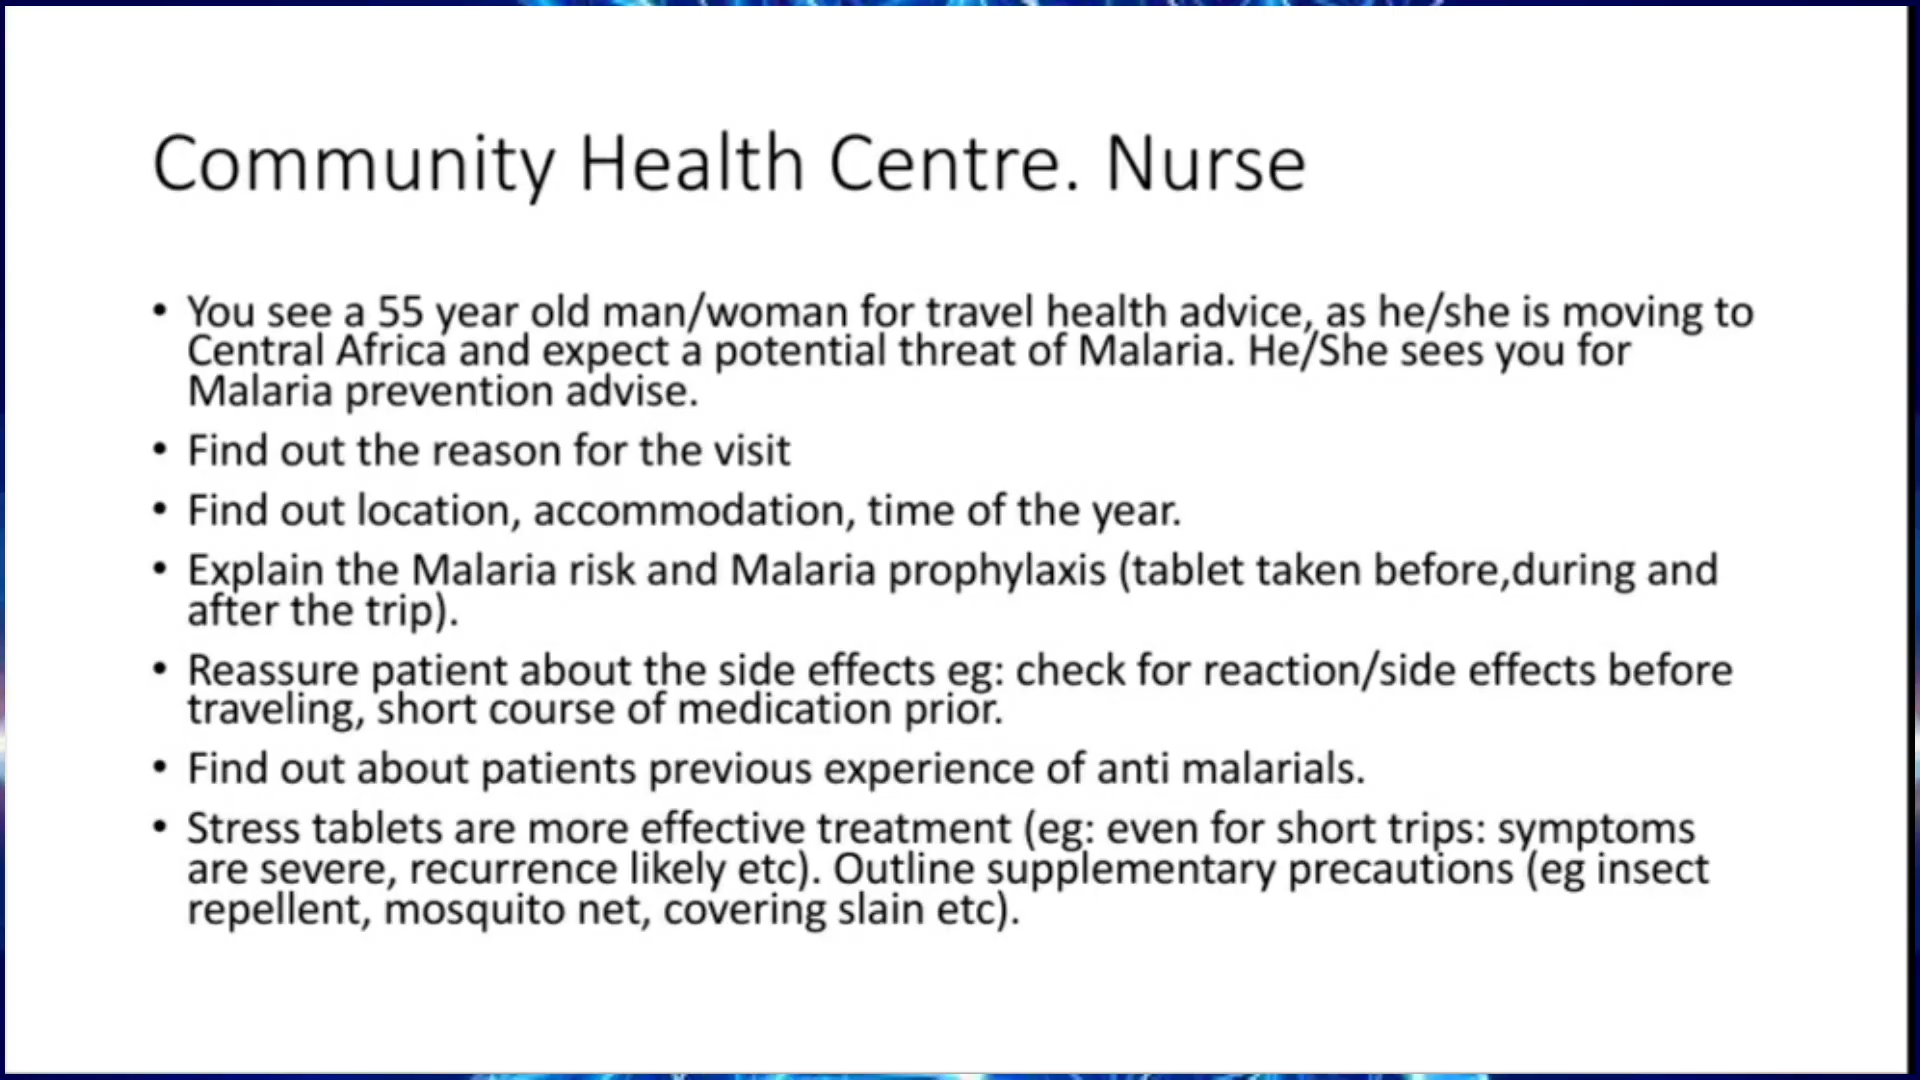 Community Health Centre. Nurse
• You see a 55 year old man/woman for travel health advice, as he/she is moving to
Central Africa and expect a potential threat of Malaria. He/She sees you for
Malaria prevention advise.
• Find out the reason for the visit
• Find out location, accommodation, time of the year.
• Explain the Malaria risk and Malaria prophylaxis (tablet taken before,during and
after the trip).
• Reassure patient about the side effects eg: check for reaction/side effects before
traveling, short course of medication prior.
• Find out about patients previous experience of anti malarials.
• Stress tablets are more effective treatment (eg: even for short trips: symptoms
are severe, recurrence likely etc). Outline supplementary precautions (eg insect
repellent, mosquito net, covering slain etc).